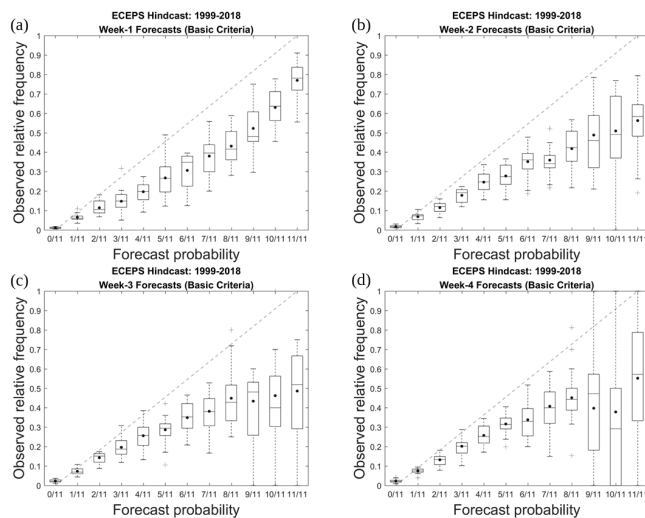 (a)
ECEPS Hindcast: 1999-2018
Week-1 Forecasts (Basic Criteria)
Observed relative frequency
1
0.9
0.8
0.7
0.6
0.5
0.4
0.3
0.2
0.1
0
0/11 1/11 2/11 3/11 4/11 5/11 6/11 7/11 8/11 9/11 10/11 11/11
Forecast probability
(b)
ECEPS Hindcast: 1999-2018
Week-2 Forecasts (Basic Criteria)
Observed relative frequency
1
0.9
0.8
0.7
0.6
0.5
0.4
0.3
0.2
0.1
0
0/11 1/11 2/11 3/11 4/11 5/11 6/11 7/11 8/11 9/11 10/11 11/11
Forecast probability
(c)
ECEPS Hindcast: 1999-2018
Week-3 Forecasts (Basic Criteria)
Observed relative frequency
1
0.9
0.8
0.7
0.6
0.5
0.4
0.3
0.2
0.1
0
0/11 1/11 2/11 3/11 4/11 5/11 6/11 7/11 8/11 9/11 10/11 11/11
Forecast probability
(d)
ECEPS Hindcast: 1999-2018
Week-4 Forecasts (Basic Criteria)
Observed relative frequency
1
0.9
0.8
0.7
0.6
0.5
0.4
0.3
0.2
0.1
0
0/11 1/11 2/11 3/11 4/11 5/11 6/11 7/11 8/11 9/11 10/11 11/11
Forecast probability